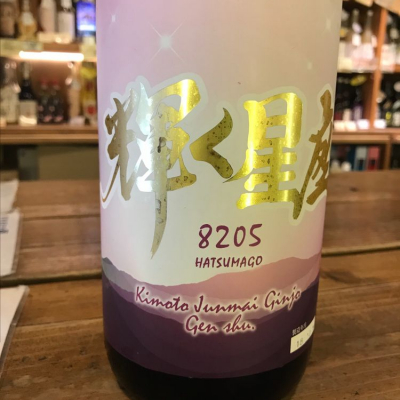 輝く星座
8205
HATSUMAGO
Kimoto Junmai Ginjo
Gen shu.